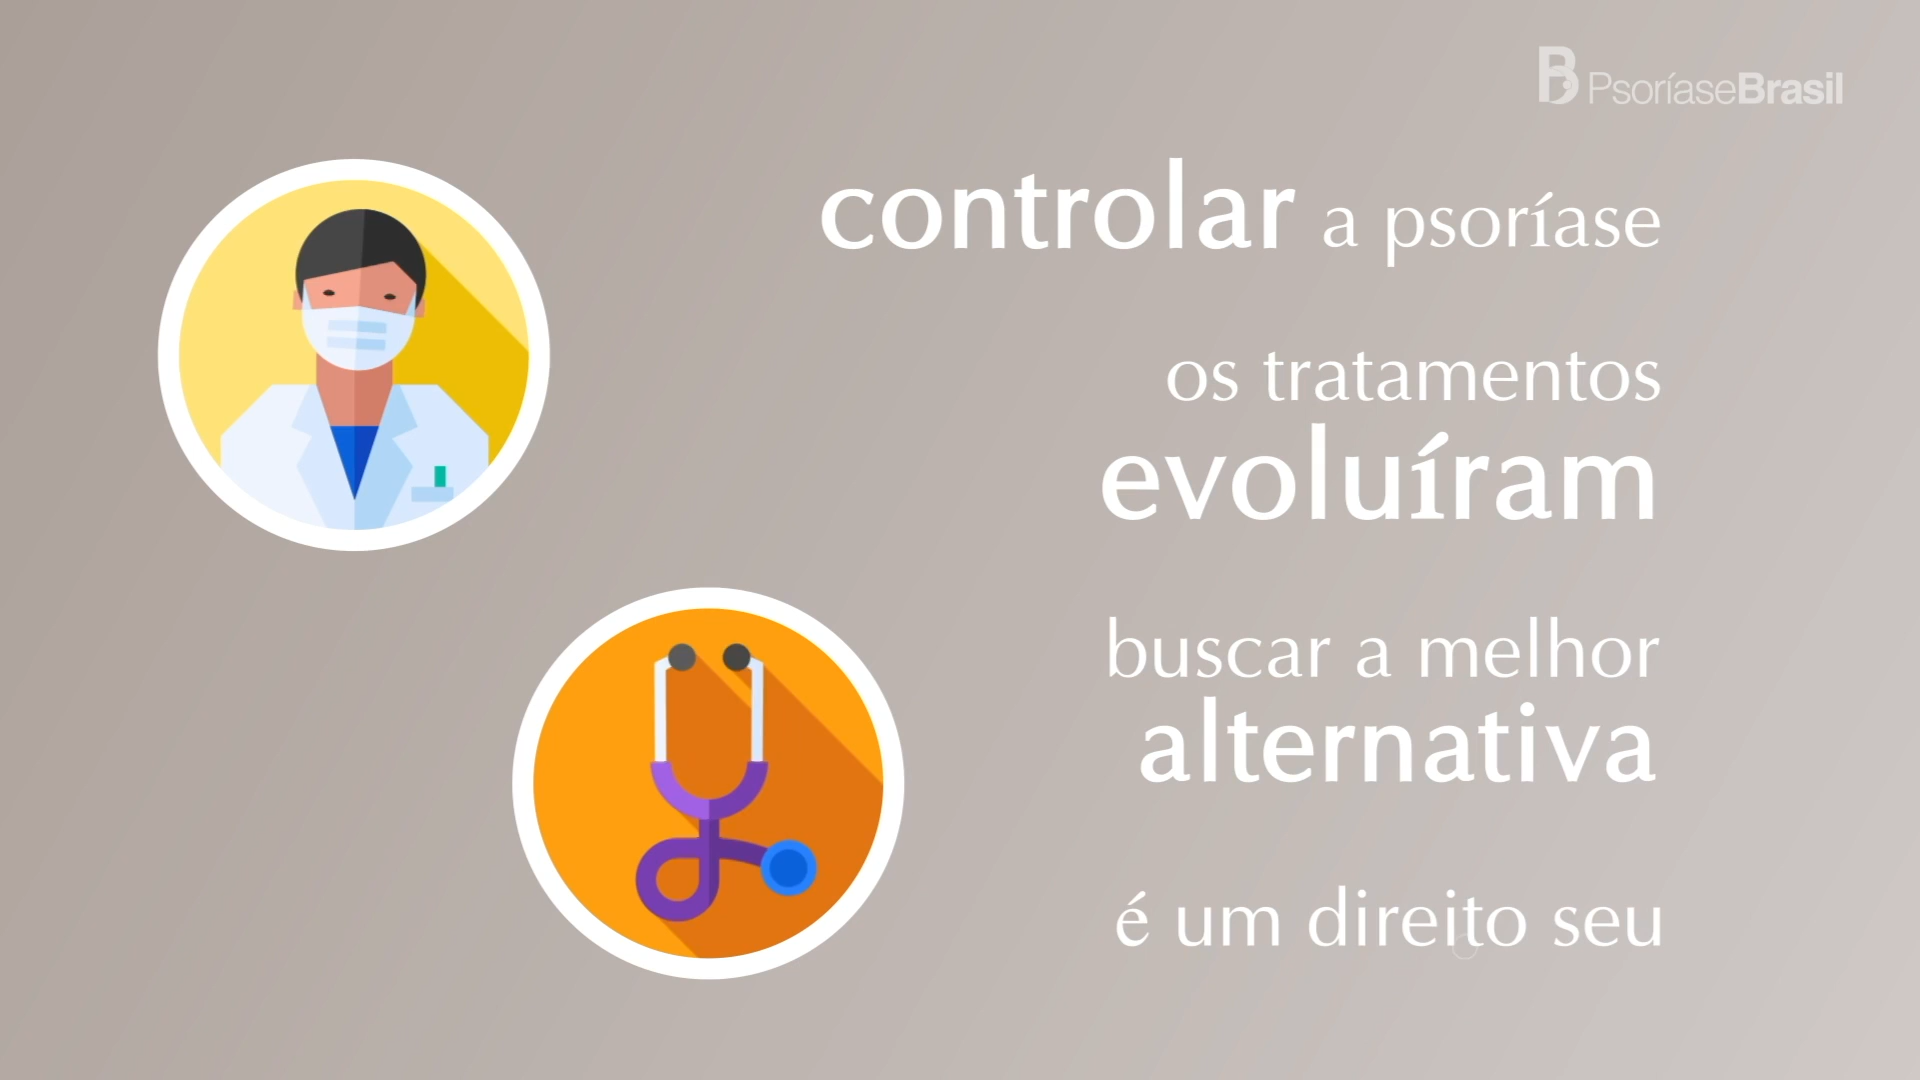 PsoríaseBrasil
controlar a psoríase
os tratamentos
evoluíram
buscar a melhor
alternativa
é um direito seu